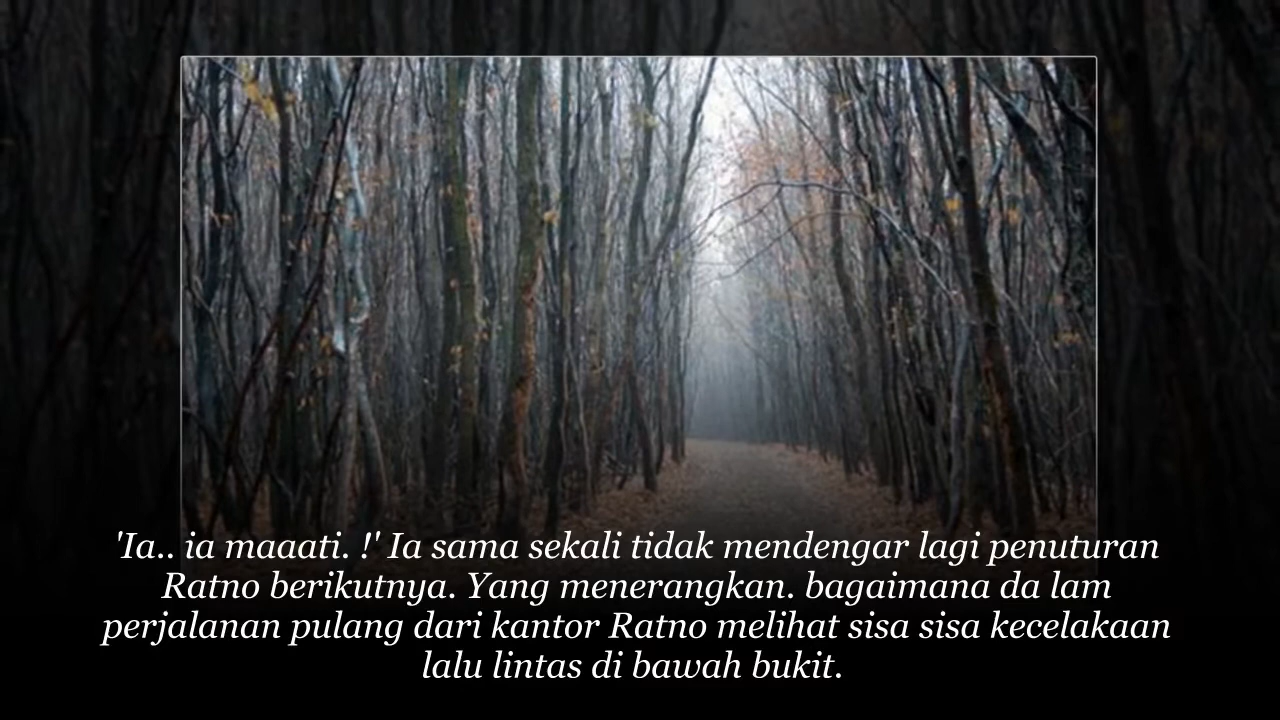 'Ia.. ia maaati. !' Ia sama sekali tidak mendengar lagi penuturan
Ratno berikutnya. Yang menerangkan. bagaimana da lam
perjalanan pulang dari kantor Ratno melihat sisa sisa kecelakaan
lalu lintas di bawah bukit.